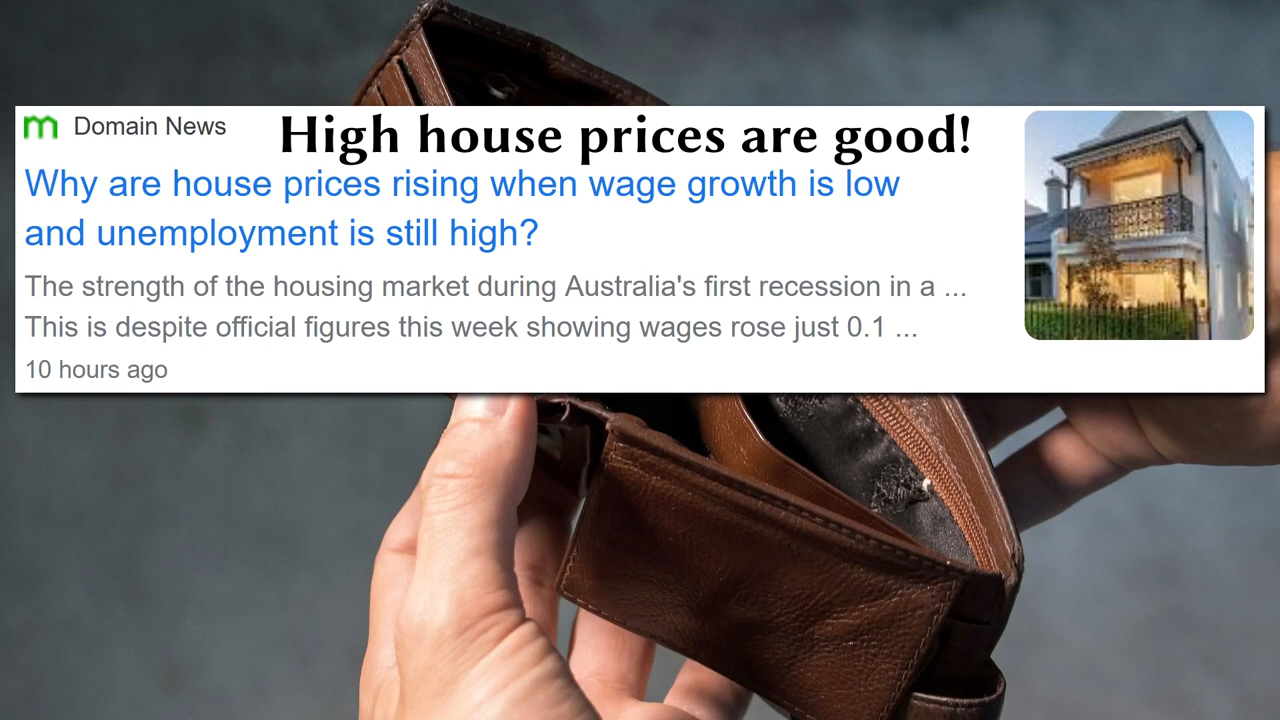 Domain News
High house prices are good!
Why are house prices rising when wage growth is low
and unemployment is still high?
The strength of the housing market during Australia's first recession in a ...
This is despite official figures this week showing wages rose just 0.1 ...
10 hours ago